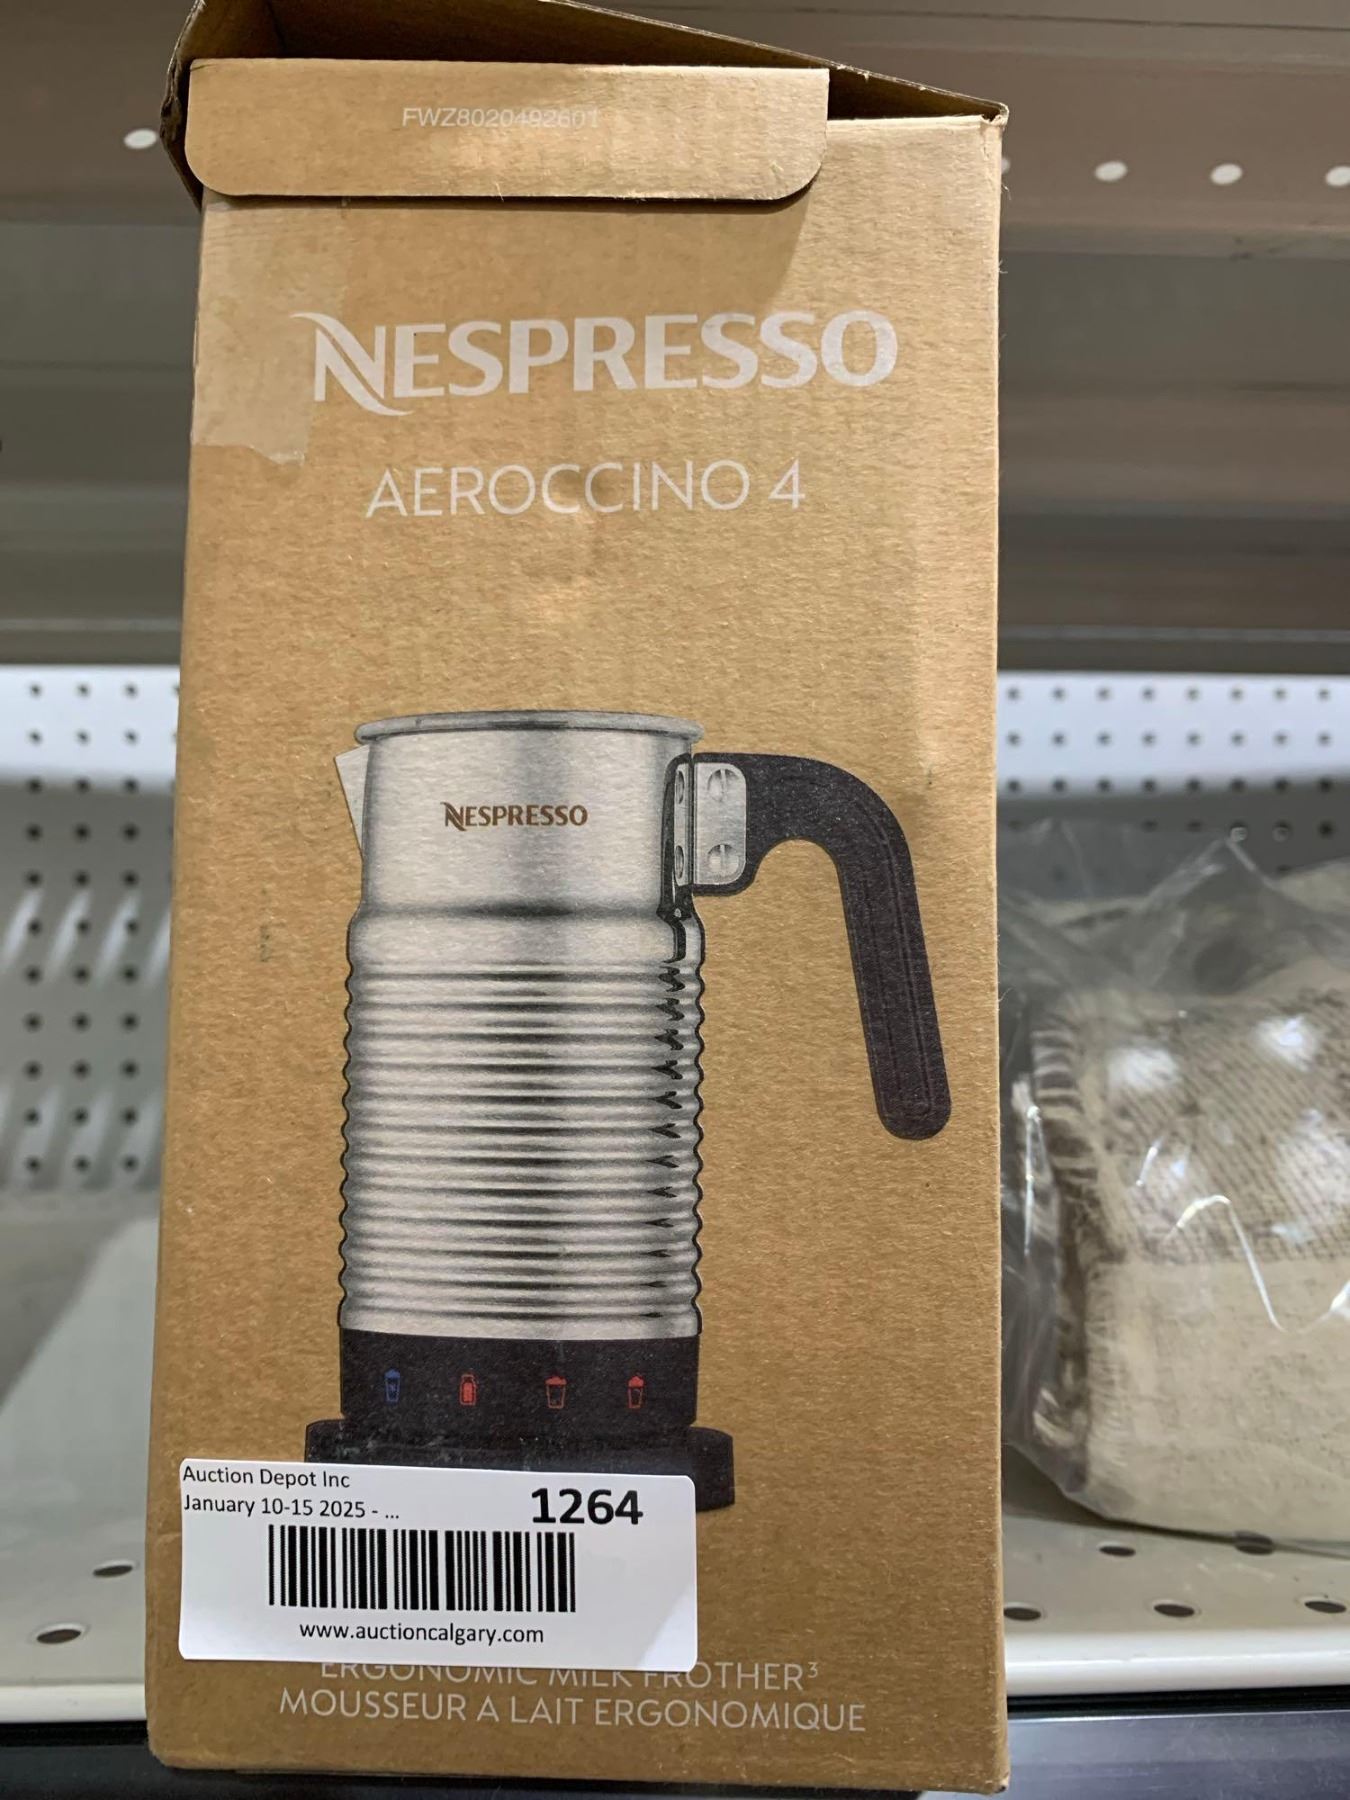 FWZ8020492601
NESPRESSO
AEROCCINO 4
NESPRESSO
Auction Depot Inc
January 10-15 2025 - ...
1264
www.auctioncalgary.com
ERGONOMIC MILK FROTHER³
MOUSSEUR A LAIT ERGONOMIQUE